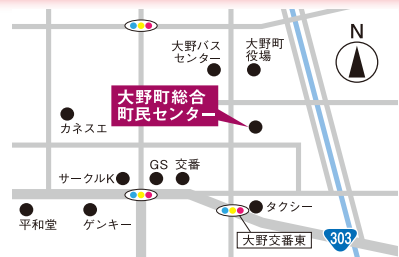 N
大野バス
センター
大野町
役場
大野町総合
町民センター
カネスエ
サークルK
GS
交番
タクシー
平和堂
ゲンキー
大野交番東
303